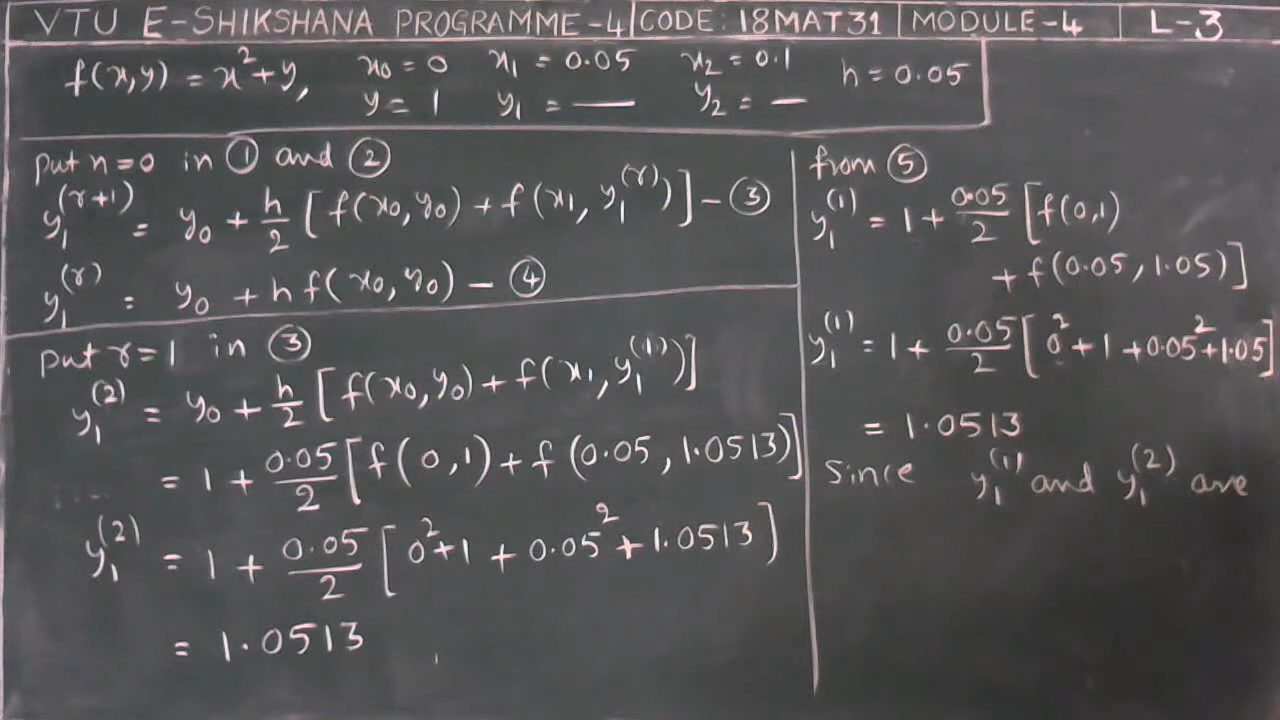 VTU E-SHIKSHANA PROGRAMME-4 | CODE: 18MAT31 | MODULE-4 | L-3
f(x,y) = x²+y, x₀ = 0 x₁ = 0.05 x₂ = 0.1 h = 0.05
y = 1 y₁ = — y₂ = —
put n=0 in ① and ②
y₁^(r+1) = y₀ + h/2 [f(x₀,y₀) + f(x₁, y₁^(r))] – ③
y₁^(r) = y₀ + h f(x₀,y₀) – ④
put r=1 in ③
y₁^(2) = y₀ + h/2 [f(x₀,y₀) + f(x₁, y₁^(1))]
= 1 + 0.05/2 [f(0,1) + f(0.05, 1.0513)]
y₁^(2) = 1 + 0.05/2 [0²+1 + 0.05² + 1.0513]
= 1.0513
from ⑤
y₁^(1) = 1 + 0.05/2 [f(0,1)
+ f(0.05, 1.05)]
y₁^(1) = 1 + 0.05/2 [0² + 1 + 0.05² + 1.05]
= 1.0513
Since y₁^(1) and y₁^(2) are